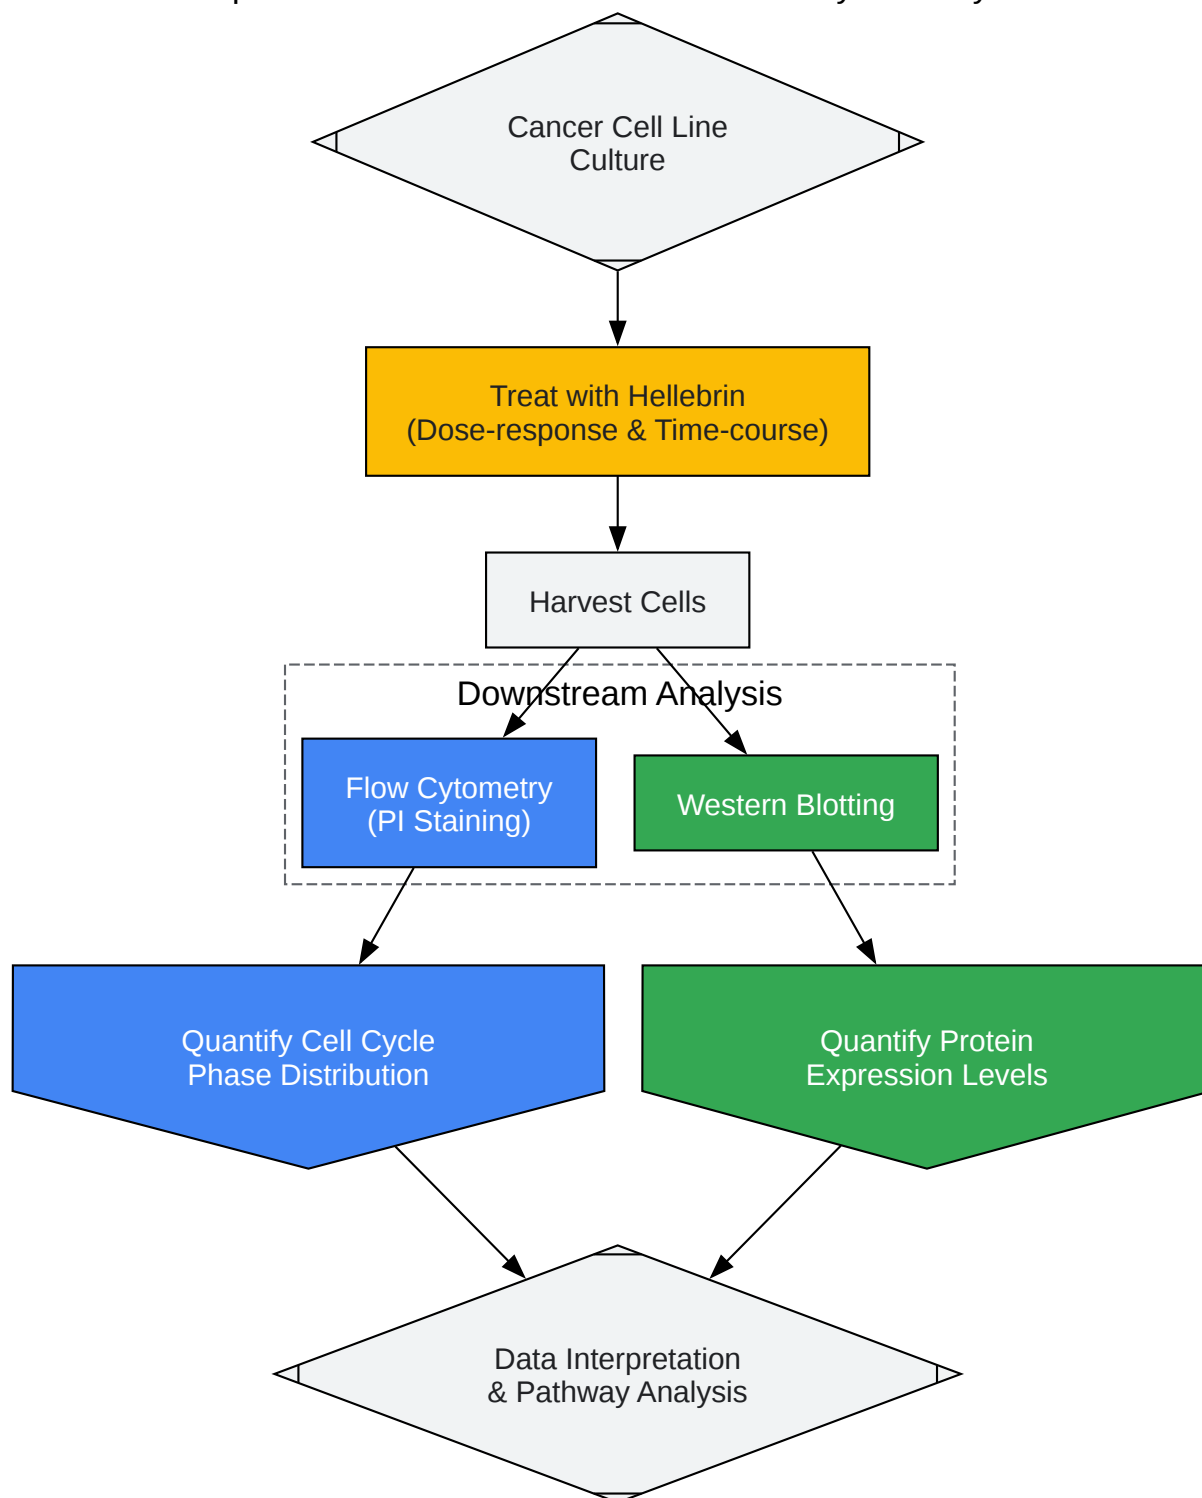 Cancer Cell Line
Culture
Treat with Hellebrin
(Dose-response & Time-course)
Harvest Cells
Downstream Analysis
Flow Cytometry
(PI Staining)
Western Blotting
Quantify Cell Cycle
Phase Distribution
Quantify Protein
Expression Levels
Data Interpretation
& Pathway Analysis